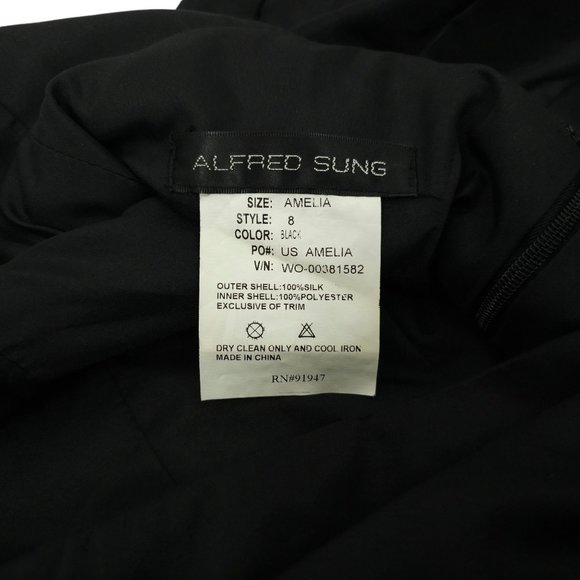 ALFRED SUNG
SIZE: AMELIA
STYLE: 8
COLOR: BLACK
PO#: US AMELIA
V/N: WO-00381582
OUTER SHELL:100%SILK
INNER SHELL:100%POLYESTER
EXCLUSIVE OF TRIM
DRY CLEAN ONLY AND COOL IRON
MADE IN CHINA
RN#91947